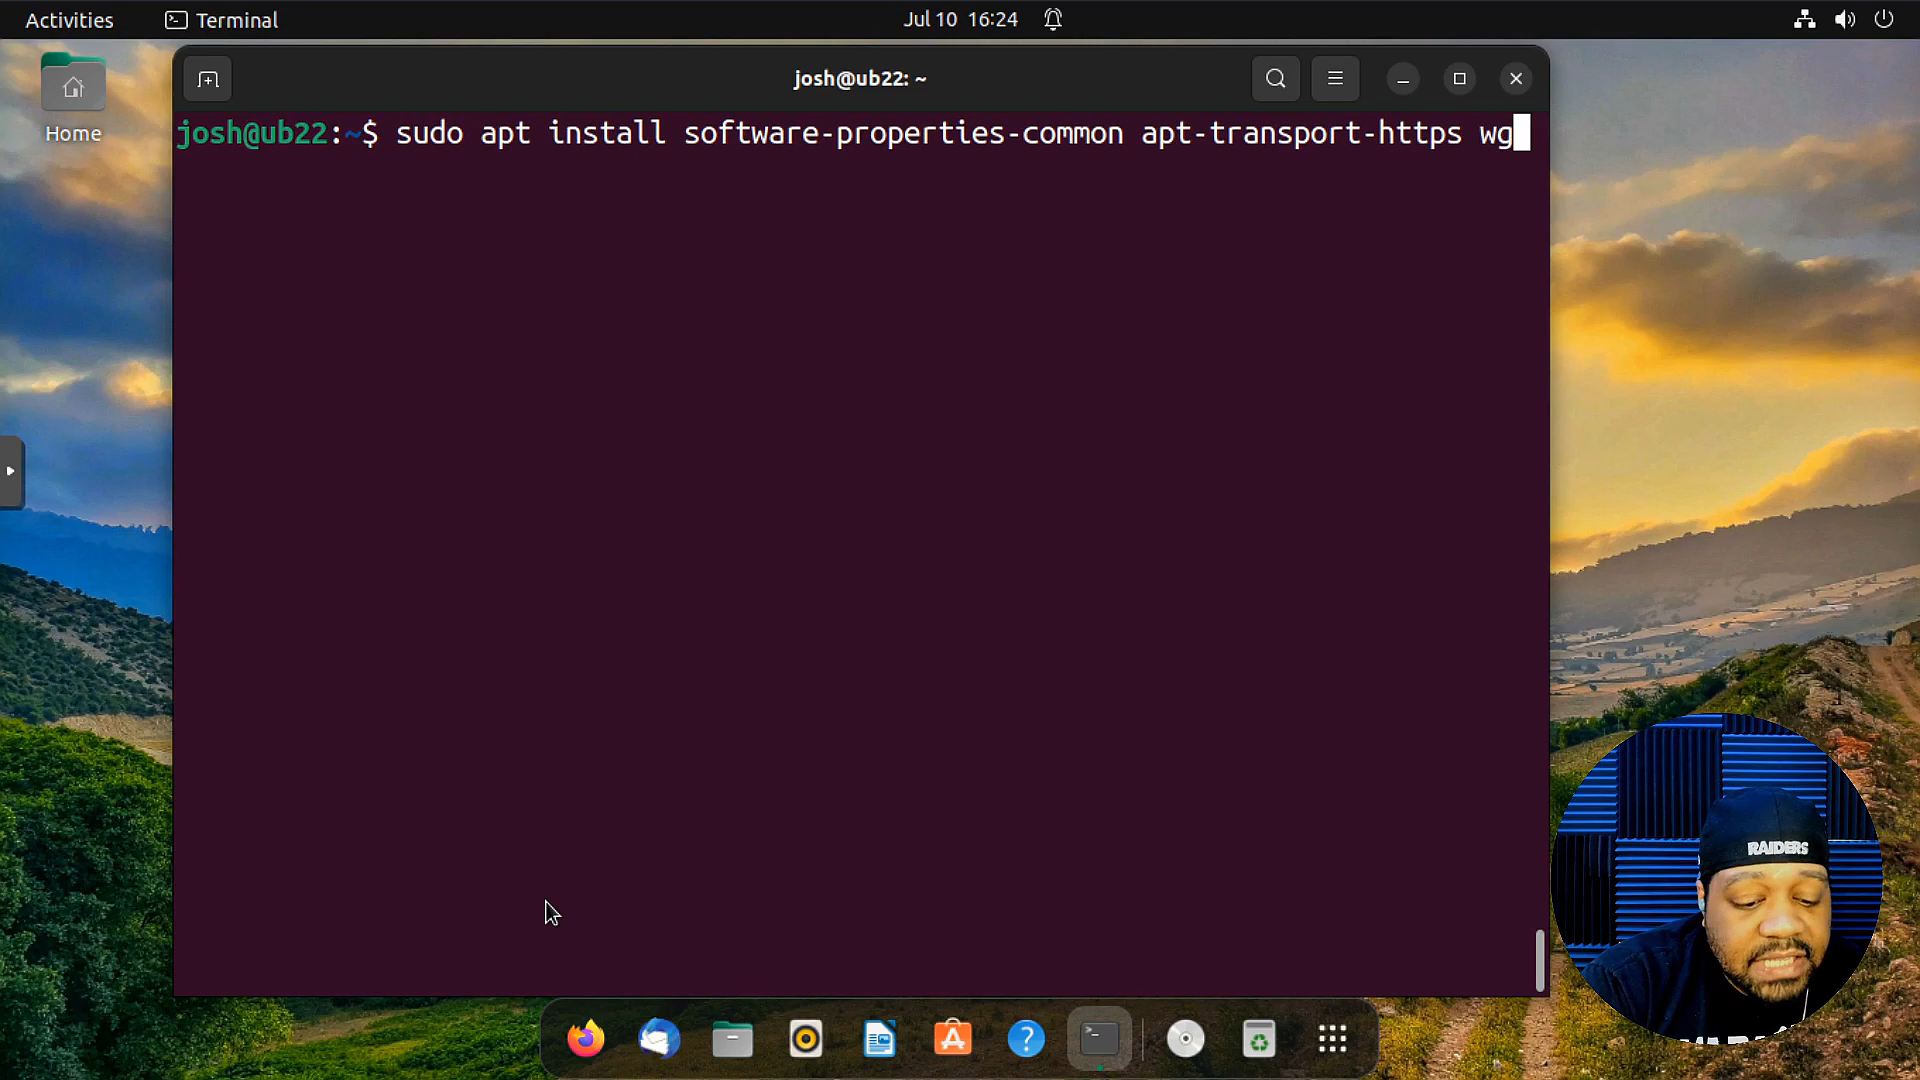 Activities
Terminal
Jul 10 16:24
josh@ub22: ~
Home
josh@ub22:~$ sudo apt install software-properties-common apt-transport-https wg
RAIDERS